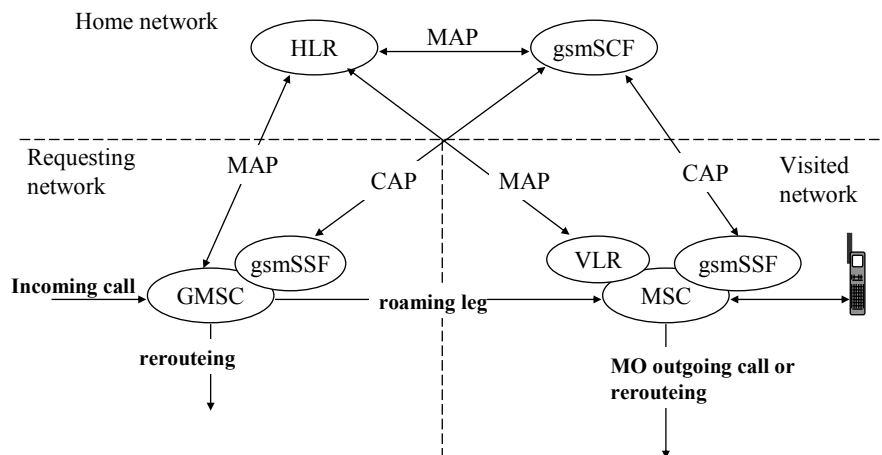 Home network
HLR
MAP
gsmSCF
Requesting
network
MAP
CAP
MAP
CAP
Visited
network
gsmSSF
VLR
gsmSSF
Incoming call
GMSC
roaming leg
MSC
rerouteing
MO outgoing call or
rerouteing